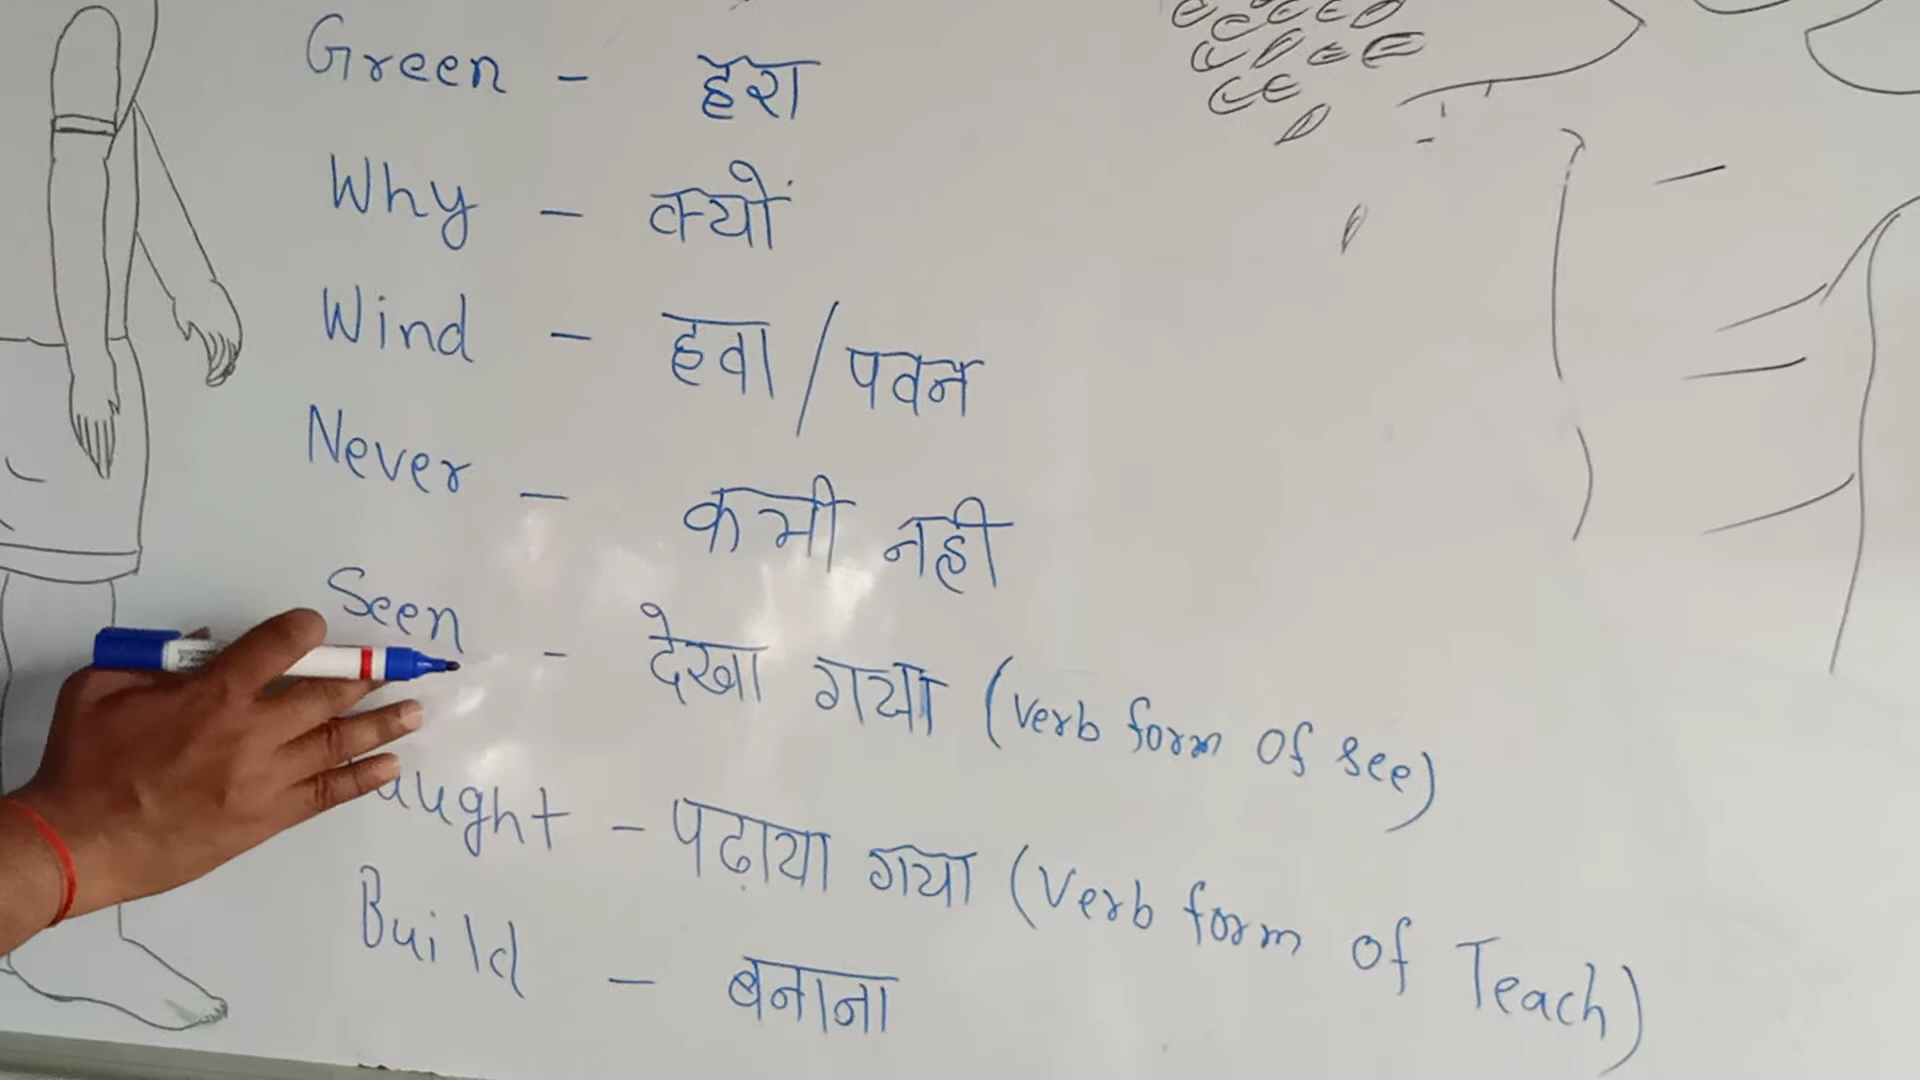 Green - हरा
Why - क्यों
Wind - हवा / पवन
Never - कभी नही
Seen - देखा गया (verb form of see)
aught - पढ़ाया गया (Verb form of Teach)
Build - बनाना